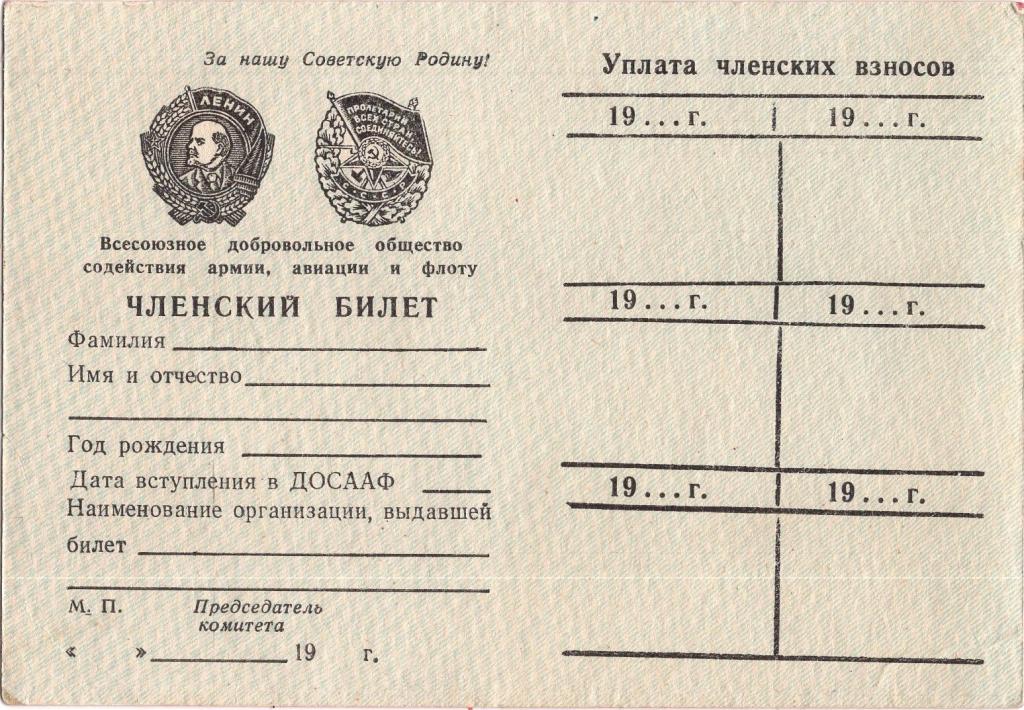 За нашу Советскую Родину!
ЛЕНИН
ПРОЛЕТАРИИ
ВСЕХ СТРАН,
СОЕДИНЯЙТЕСЬ!
С С С Р
Всесоюзное добровольное общество
содействия армии, авиации и флоту
ЧЛЕНСКИЙ БИЛЕТ
Фамилия
Имя и отчество
Год рождения
Дата вступления в ДОСААФ
Наименование организации, выдавшей
билет
М. П. Председатель
комитета
« » 19 г.
Уплата членских взносов
19...г. 19...г.
19...г. 19...г.
19...г. 19...г.